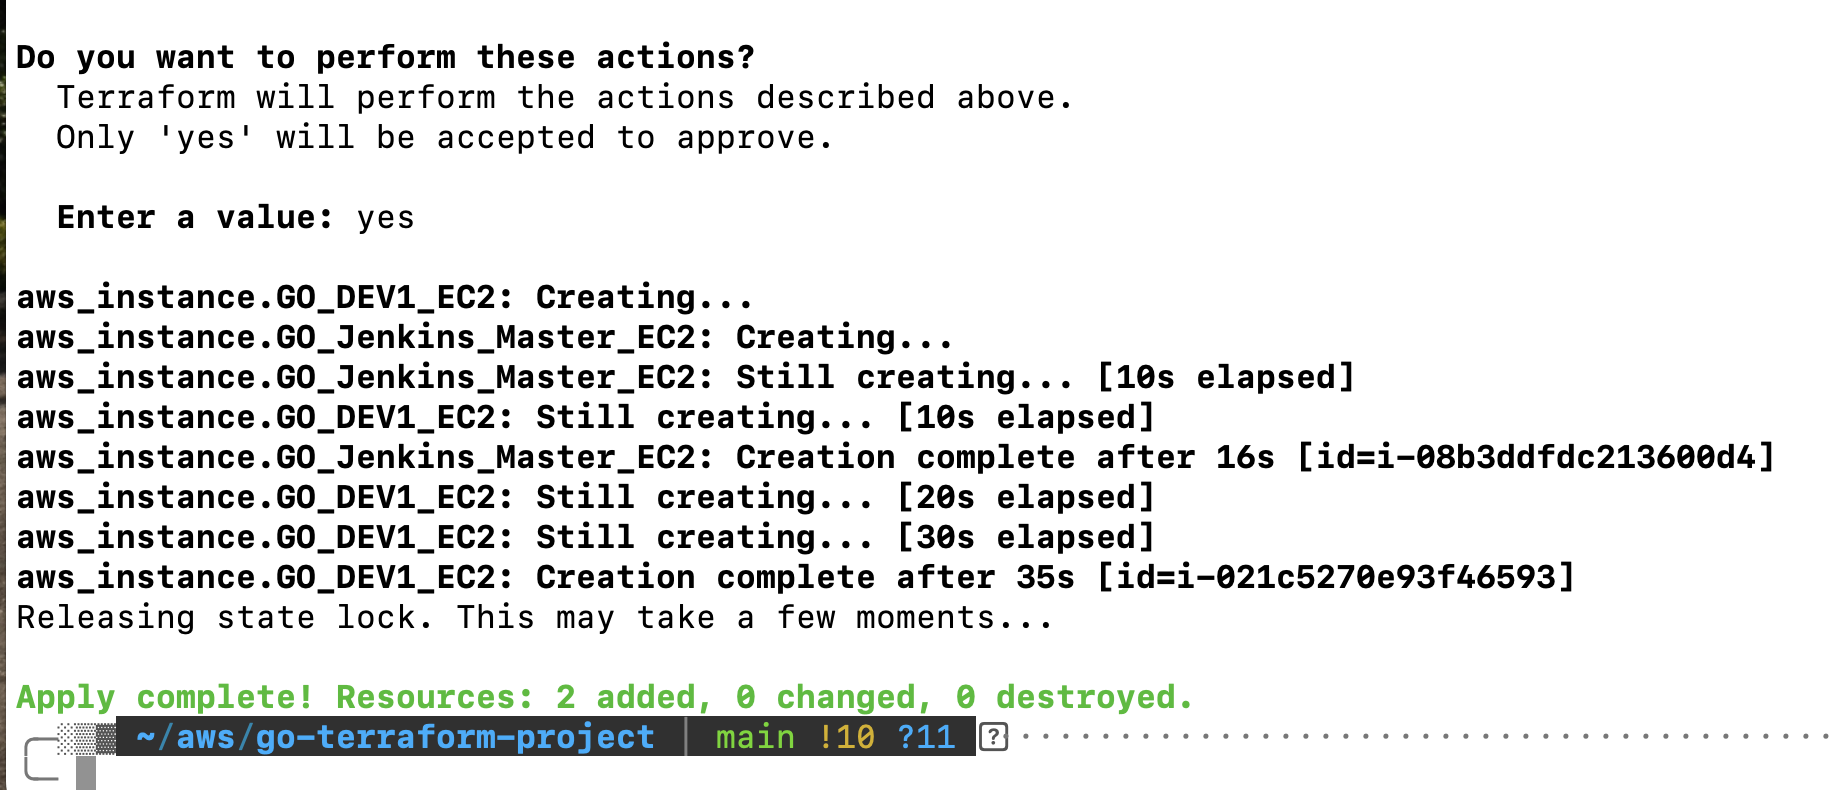 Do you want to perform these actions?
Terraform will perform the actions described above.
Only 'yes' will be accepted to approve.
Enter a value: yes
aws_instance.GO_DEV1_EC2: Creating...
aws_instance.GO_Jenkins_Master_EC2: Creating...
aws_instance.GO_Jenkins_Master_EC2: Still creating... [10s elapsed]
aws_instance.GO_DEV1_EC2: Still creating... [10s elapsed]
aws_instance.GO_Jenkins_Master_EC2: Creation complete after 16s [id=i-08b3ddfdc213600d4]
aws_instance.GO_DEV1_EC2: Still creating... [20s elapsed]
aws_instance.GO_DEV1_EC2: Still creating... [30s elapsed]
aws_instance.GO_DEV1_EC2: Creation complete after 35s [id=i-021c5270e93f46593]
Releasing state lock. This may take a few moments...
Apply complete! Resources: 2 added, 0 changed, 0 destroyed.
~/aws/go-terraform-project | main !10 ?11 ?